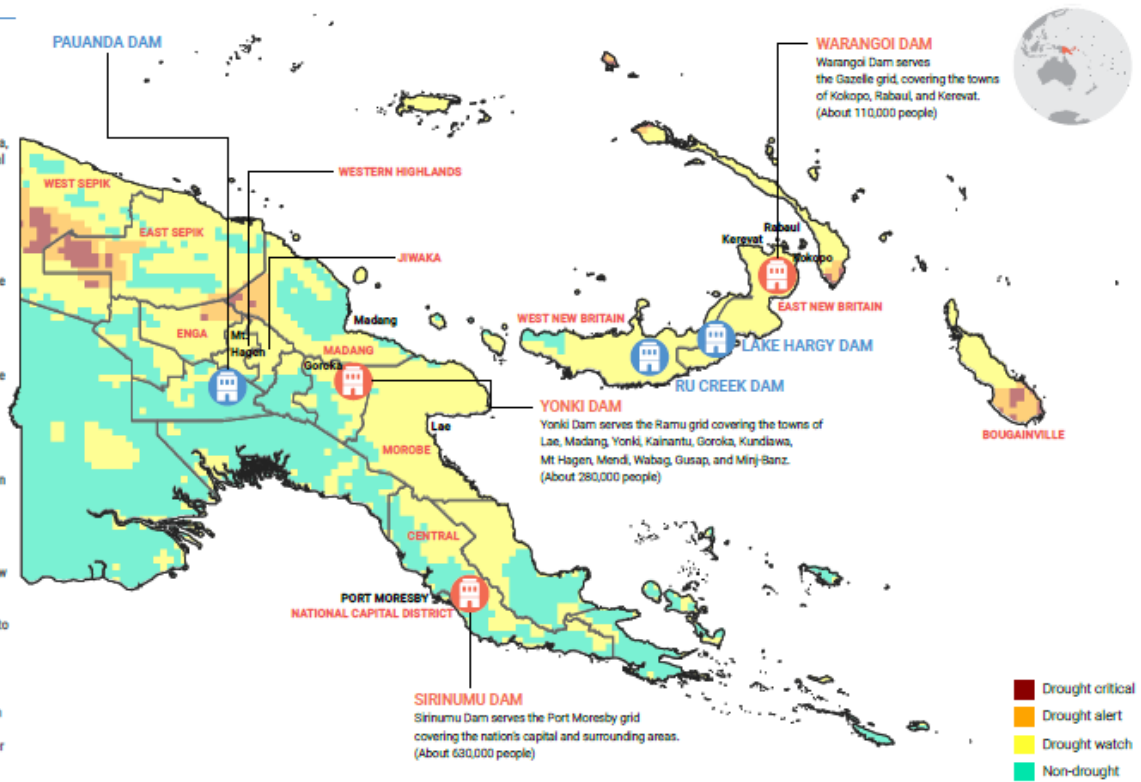 PAUANDA DAM
WARANGOI DAM
Warangoi Dam serves
the Gazelle grid, covering the towns
of Kokopo, Rabaul, and Kerevat.
(About 110,000 people)
WESTERN HIGHLANDS
WEST SEPIK
EAST SEPIK
JIWAKA
Rabaul
Kerevat
Kokopo
EAST NEW BRITAIN
WEST NEW BRITAIN
Madang
ENGA
Mt.
Hagen
MADANG
Goroka
LAKE HARGY DAM
RU CREEK DAM
YONKI DAM
Yonki Dam serves the Ramu grid covering the towns of
Lae, Madang, Yonki, Kainantu, Goroka, Kundiawa,
Mt Hagen, Mendi, Wabag, Gusap, and Minj-Banz.
(About 280,000 people)
Lae
MOROBE
BOUGAINVILLE
CENTRAL
PORT MORESBY
NATIONAL CAPITAL DISTRICT
SIRINUMU DAM
Sirinumu Dam serves the Port Moresby grid
covering the nation's capital and surrounding areas.
(About 630,000 people)
Drought critical
Drought alert
Drought watch
Non-drought